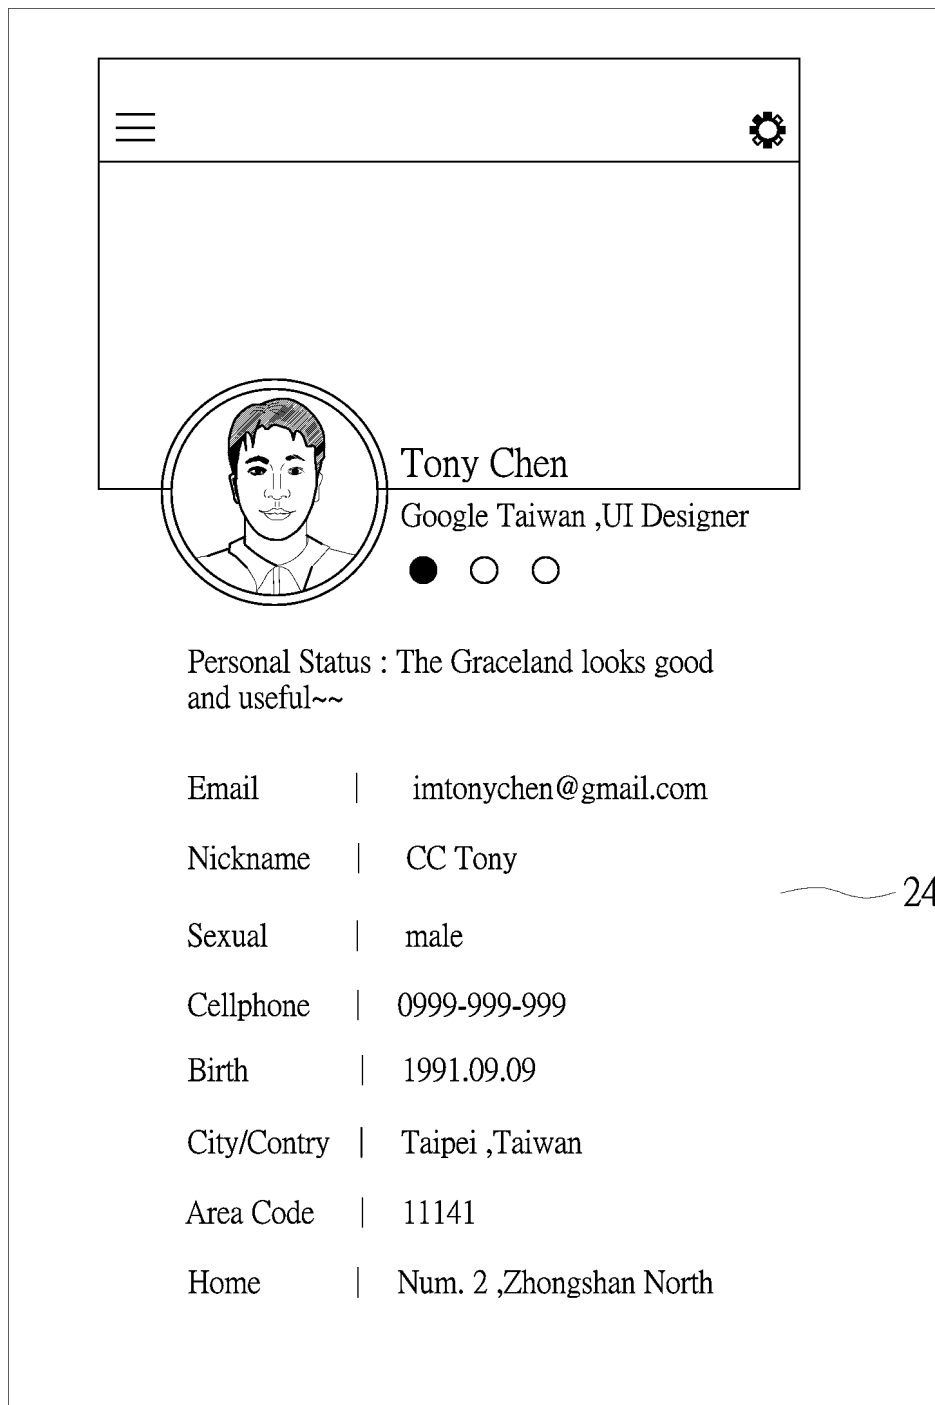 Tony Chen
Google Taiwan ,UI Designer
Personal Status : The Graceland looks good
and useful~~
Email | imtonychen@gmail.com
Nickname | CC Tony
24
Sexual | male
Cellphone | 0999-999-999
Birth | 1991.09.09
City/Contry | Taipei ,Taiwan
Area Code | 11141
Home | Num. 2 ,Zhongshan North